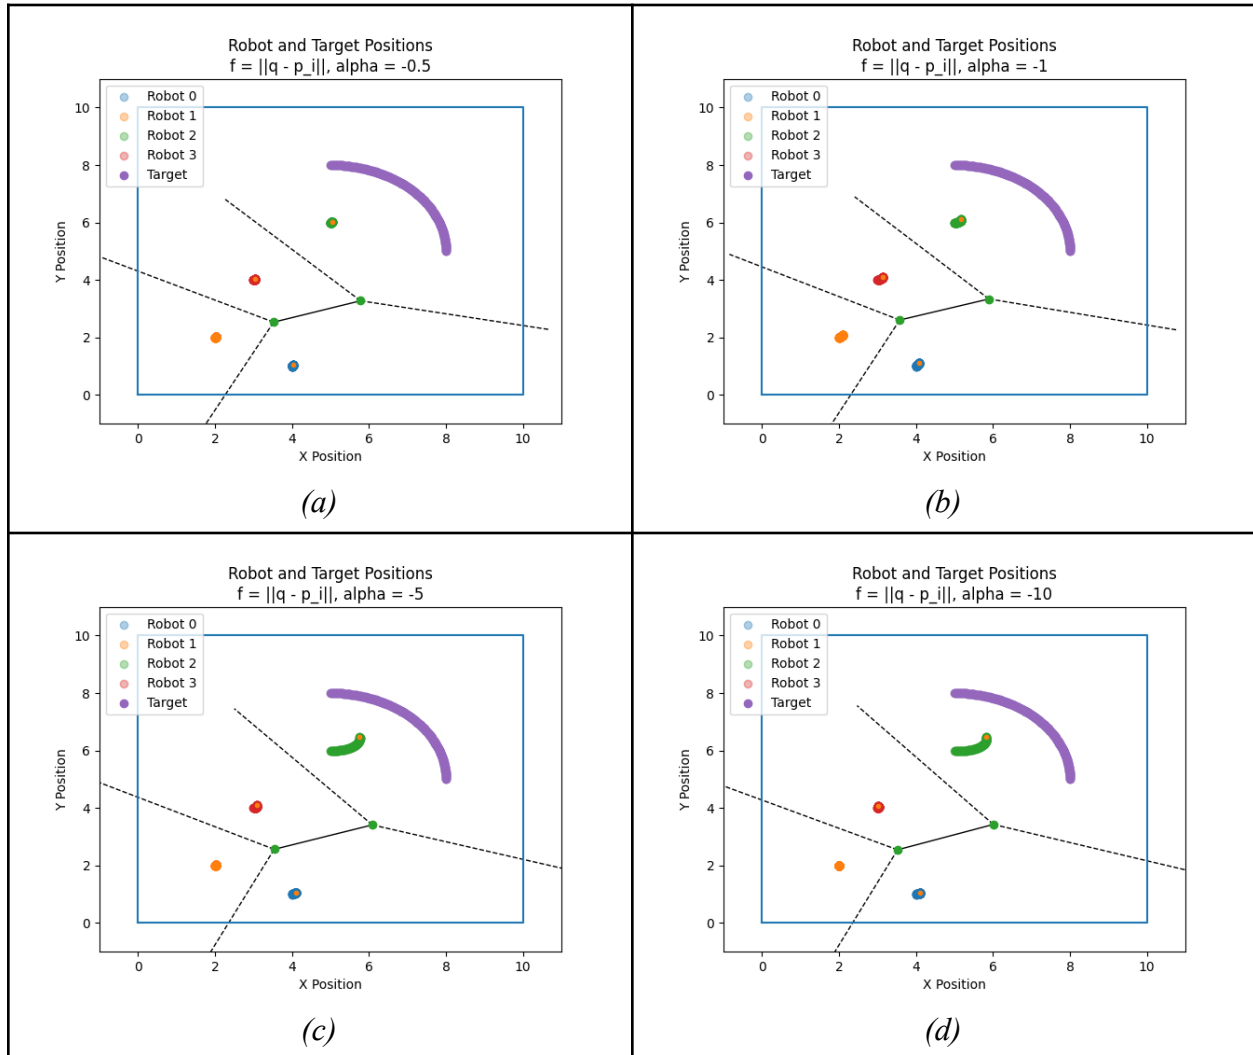 Robot and Target Positions
f = ||q - p_i||, alpha = -0.5
Robot 0
Robot 1
Robot 2
Robot 3
Target
10
8
6
4
2
0
Y Position
0 2 4 6 8 10
X Position
(a)
Robot and Target Positions
f = ||q - p_i||, alpha = -1
Robot 0
Robot 1
Robot 2
Robot 3
Target
10
8
6
4
2
0
Y Position
0 2 4 6 8 10
X Position
(b)
Robot and Target Positions
f = ||q - p_i||, alpha = -5
Robot 0
Robot 1
Robot 2
Robot 3
Target
10
8
6
4
2
0
Y Position
0 2 4 6 8 10
X Position
(c)
Robot and Target Positions
f = ||q - p_i||, alpha = -10
Robot 0
Robot 1
Robot 2
Robot 3
Target
10
8
6
4
2
0
Y Position
0 2 4 6 8 10
X Position
(d)